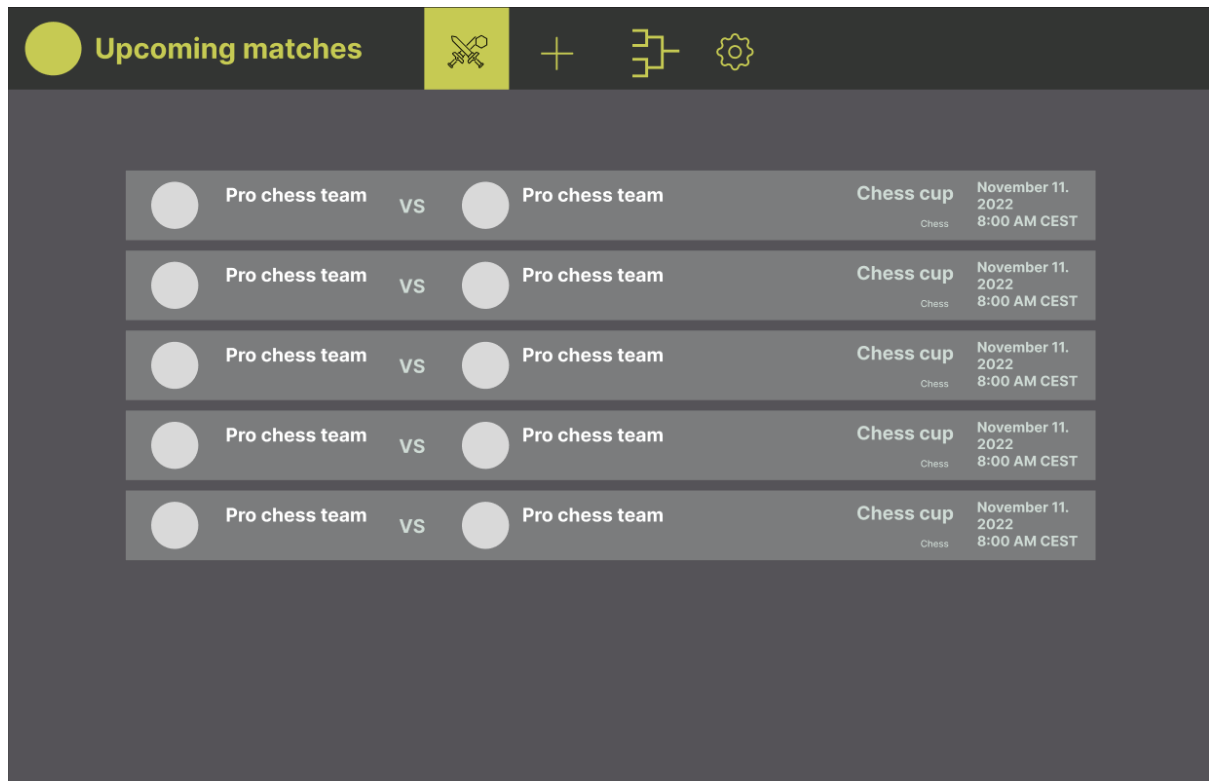 Upcoming matches
Pro chess team VS Pro chess team Chess cup November 11.
2022
Chess 8:00 AM CEST
Pro chess team VS Pro chess team Chess cup November 11.
2022
Chess 8:00 AM CEST
Pro chess team VS Pro chess team Chess cup November 11.
2022
Chess 8:00 AM CEST
Pro chess team VS Pro chess team Chess cup November 11.
2022
Chess 8:00 AM CEST
Pro chess team VS Pro chess team Chess cup November 11.
2022
Chess 8:00 AM CEST